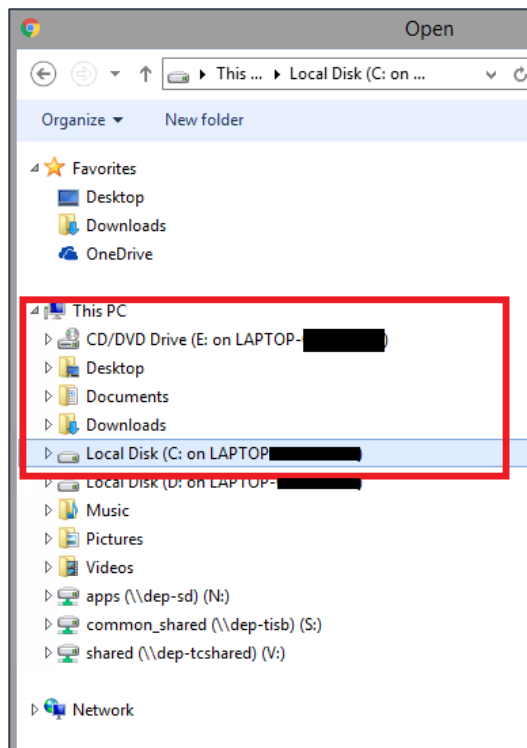 Open
This ... Local Disk (C: on ...
Organize New folder
Favorites
Desktop
Downloads
OneDrive
This PC
CD/DVD Drive (E: on LAPTOP- )
Desktop
Documents
Downloads
Local Disk (C: on LAPTOP )
Local Disk (D: on LAPTOP- )
Music
Pictures
Videos
apps (\\dep-sd) (N:)
common_shared (\\dep-tisb) (S:)
shared (\\dep-tcshared) (V:)
Network